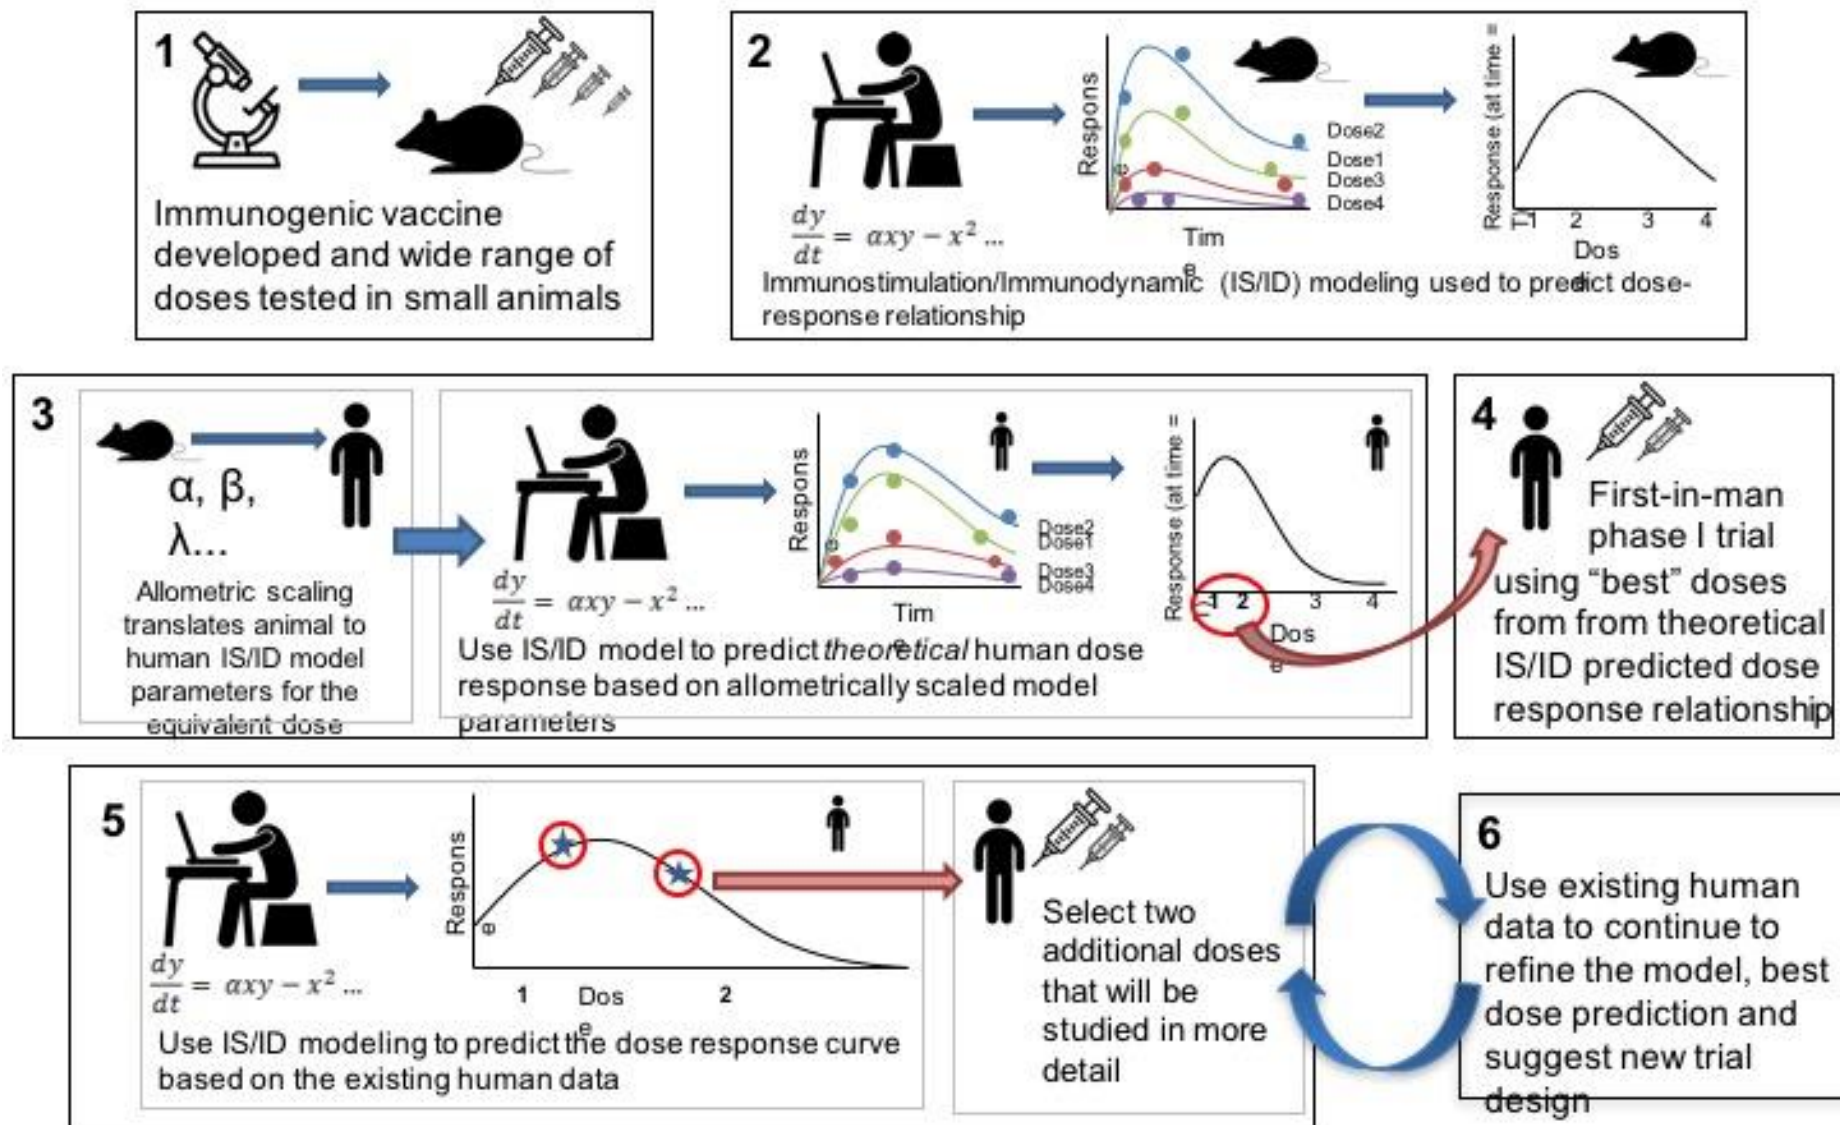 1
Immunogenic vaccine
developed and wide range of
doses tested in small animals
2
dy
dt
= αxy − x² ...
Respons
e
Dose2
Dose1
Dose3
Dose4
Tim
e
Response (at time =
T)
1 2 3 4
Dos
e
Immunostimulation/Immunodynamic (IS/ID) modeling used to predict dose-
response relationship
3
α, β,
λ...
Allometric scaling
translates animal to
human IS/ID model
parameters for the
equivalent dose
dy
dt
= αxy − x² ...
Respons
e
Dose2
Dose1
Dose3
Dose4
Tim
e
Response (at time =
T)
1 2 3 4
Dos
e
Use IS/ID model to predict theoretical human dose
response based on allometrically scaled model
parameters
4
First-in-man
phase I trial
using “best” doses
from from theoretical
IS/ID predicted dose
response relationship
5
dy
dt
= αxy − x² ...
Respons
e
1 Dos 2
e
Use IS/ID modeling to predict the dose response curve
based on the existing human data
Select two
additional doses
that will be
studied in more
detail
6
Use existing human
data to continue to
refine the model, best
dose prediction and
suggest new trial
design